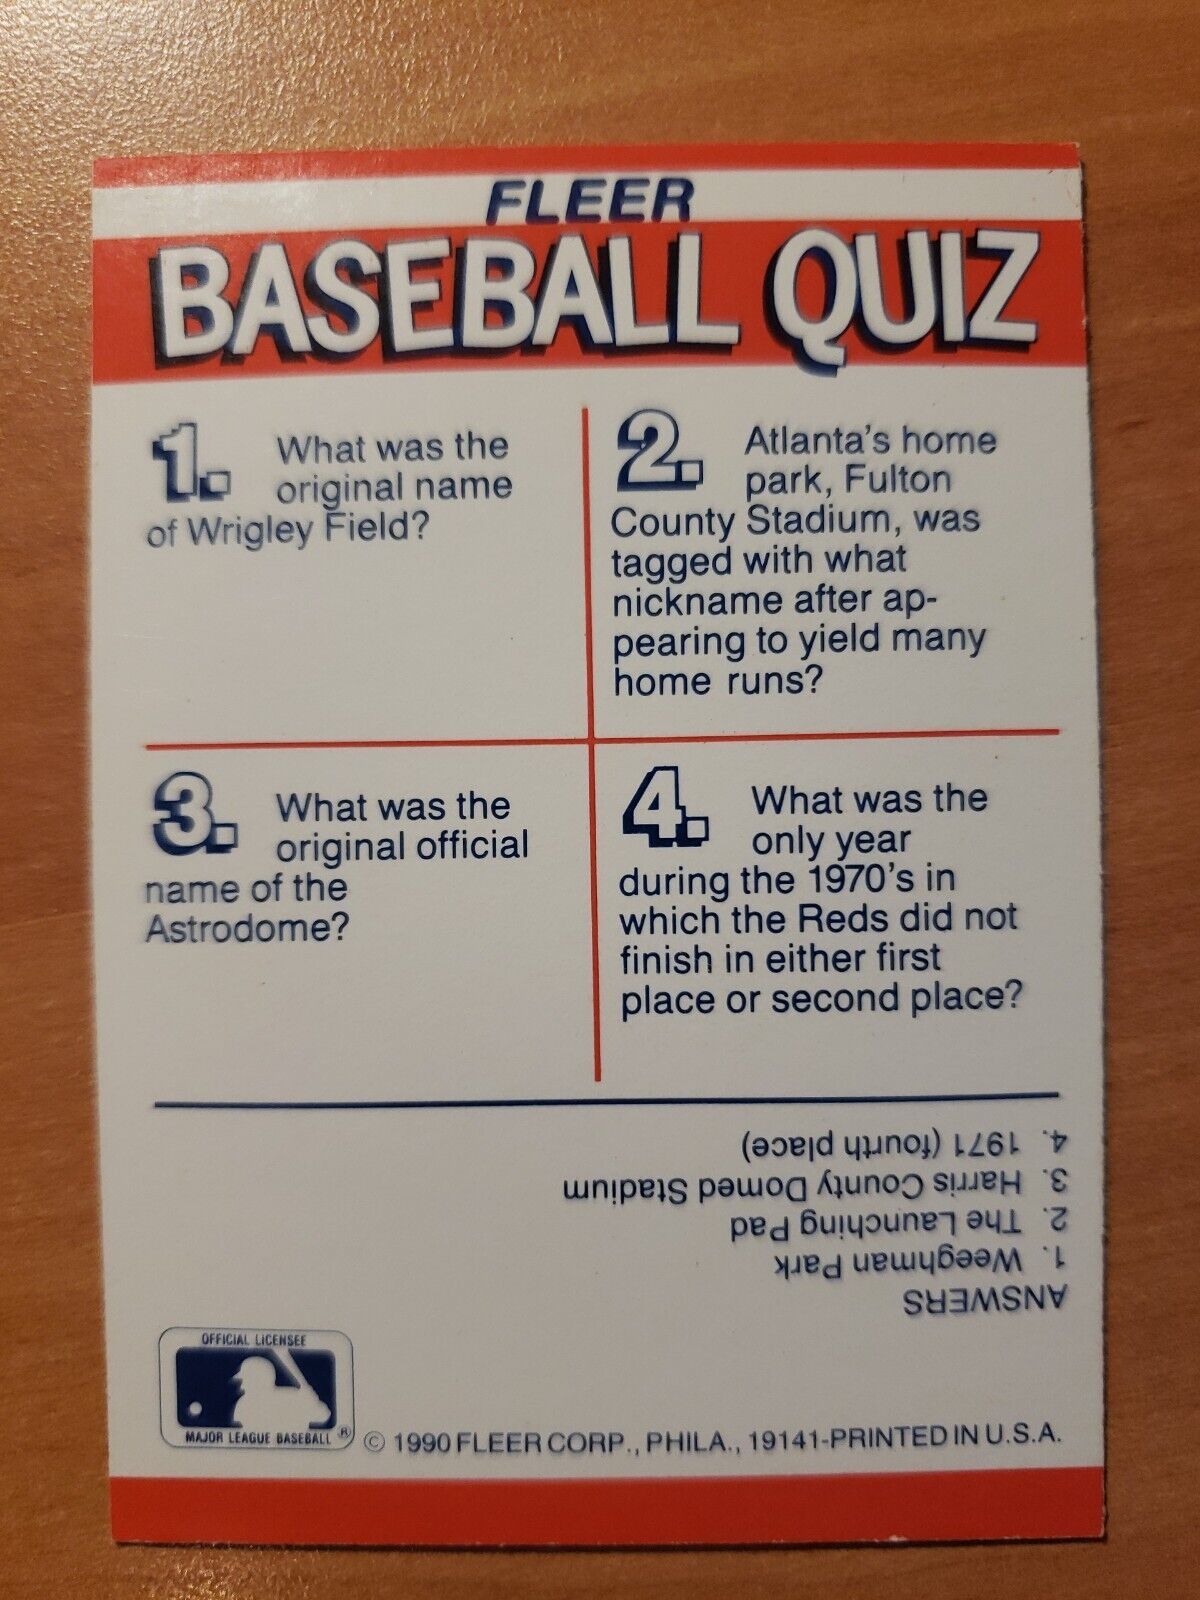 FLEER
BASEBALL QUIZ
1. What was the
original name
of Wrigley Field?
2. Atlanta's home
park, Fulton
County Stadium, was
tagged with what
nickname after ap-
pearing to yield many
home runs?
3. What was the
original official
name of the
Astrodome?
4. What was the
only year
during the 1970's in
which the Reds did not
finish in either first
place or second place?
ANSWERS
1. Weeghman Park
2. The Launching Pad
3. Harris County Domed Stadium
4. 1971 (fourth place)
OFFICIAL LICENSEE
MAJOR LEAGUE BASEBALL ®
© 1990 FLEER CORP., PHILA., 19141-PRINTED IN U.S.A.